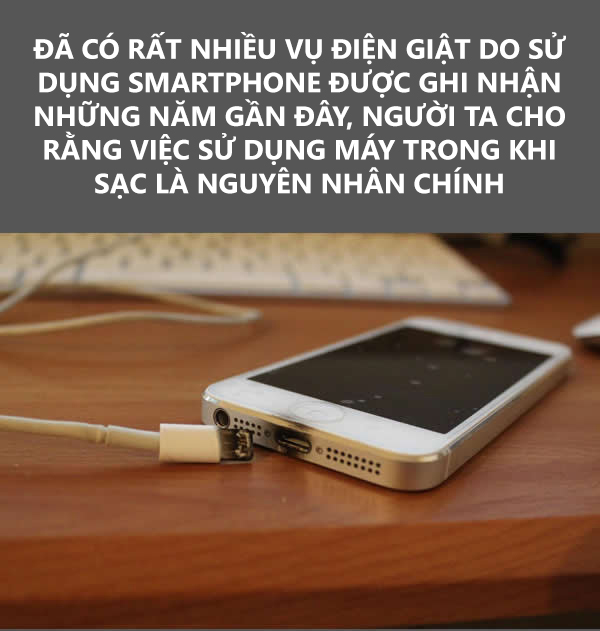 ĐÃ CÓ RẤT NHIỀU VỤ ĐIỆN GIẬT DO SỬ
DỤNG SMARTPHONE ĐƯỢC GHI NHẬN
NHỮNG NĂM GẦN ĐÂY, NGƯỜI TA CHO
RẰNG VIỆC SỬ DỤNG MÁY TRONG KHI
SẠC LÀ NGUYÊN NHÂN CHÍNH